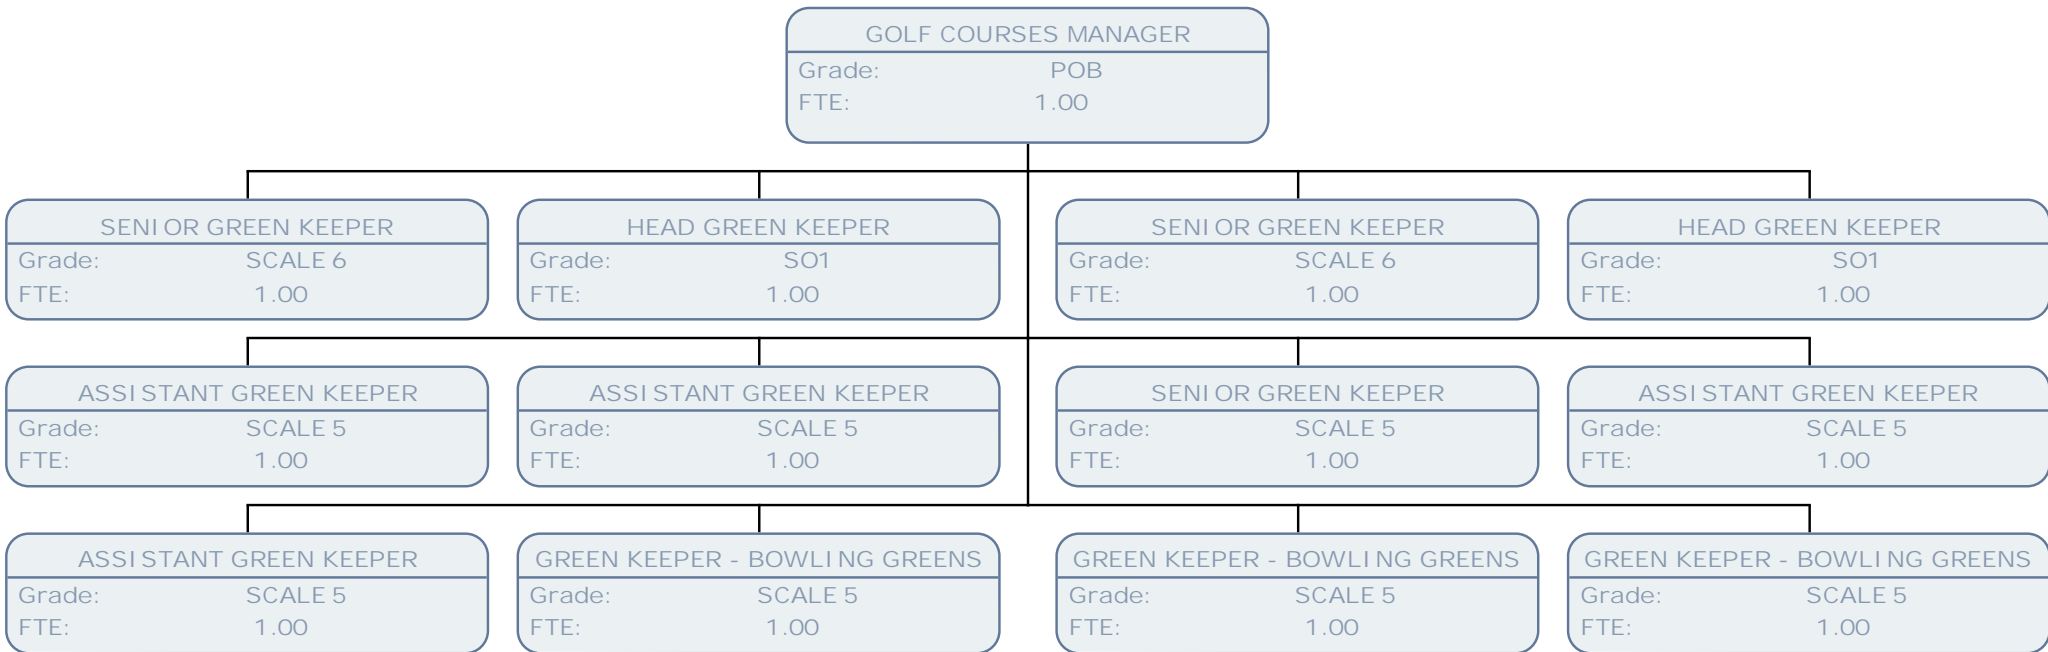 GOLF COURSES MANAGER
Grade: POB
FTE: 1.00
SENIOR GREEN KEEPER
Grade: SCALE 6
FTE: 1.00
HEAD GREEN KEEPER
Grade: SO1
FTE: 1.00
SENIOR GREEN KEEPER
Grade: SCALE 6
FTE: 1.00
HEAD GREEN KEEPER
Grade: SO1
FTE: 1.00
ASSISTANT GREEN KEEPER
Grade: SCALE 5
FTE: 1.00
ASSISTANT GREEN KEEPER
Grade: SCALE 5
FTE: 1.00
SENIOR GREEN KEEPER
Grade: SCALE 5
FTE: 1.00
ASSISTANT GREEN KEEPER
Grade: SCALE 5
FTE: 1.00
ASSISTANT GREEN KEEPER
Grade: SCALE 5
FTE: 1.00
GREEN KEEPER - BOWLING GREENS
Grade: SCALE 5
FTE: 1.00
GREEN KEEPER - BOWLING GREENS
Grade: SCALE 5
FTE: 1.00
GREEN KEEPER - BOWLING GREENS
Grade: SCALE 5
FTE: 1.00